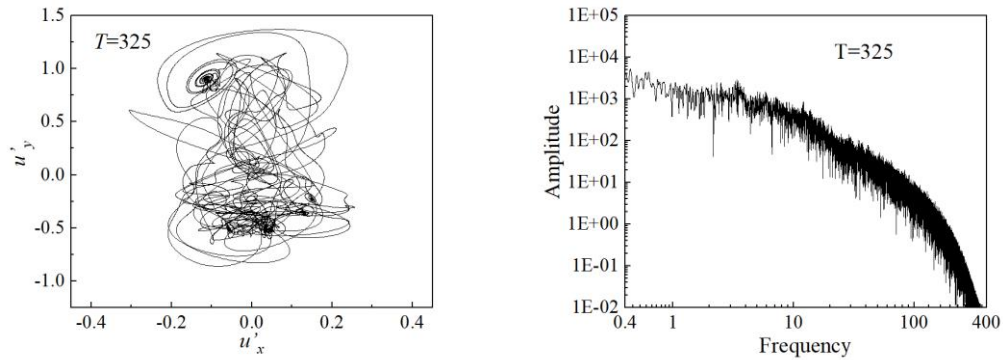 T=325
1.5
1.0
0.5
0.0
-0.5
-1.0
u'y
-0.4 -0.2 0.0 0.2 0.4
u'x
T=325
1E+05
1E+04
1E+03
1E+02
1E+01
1E+00
1E-01
1E-02
Amplitude
0.4 1 10 100 400
Frequency